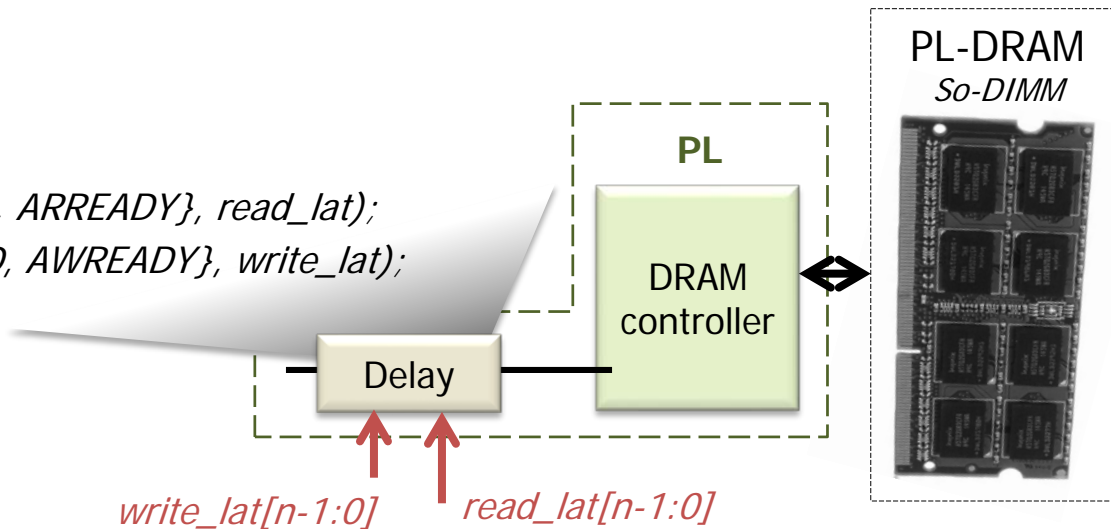 PL-DRAM
So-DIMM
PL
, ARREADY}, read_lat);
, AWREADY}, write_lat);
DRAM
controller
Delay
write_lat[n-1:0]
read_lat[n-1:0]